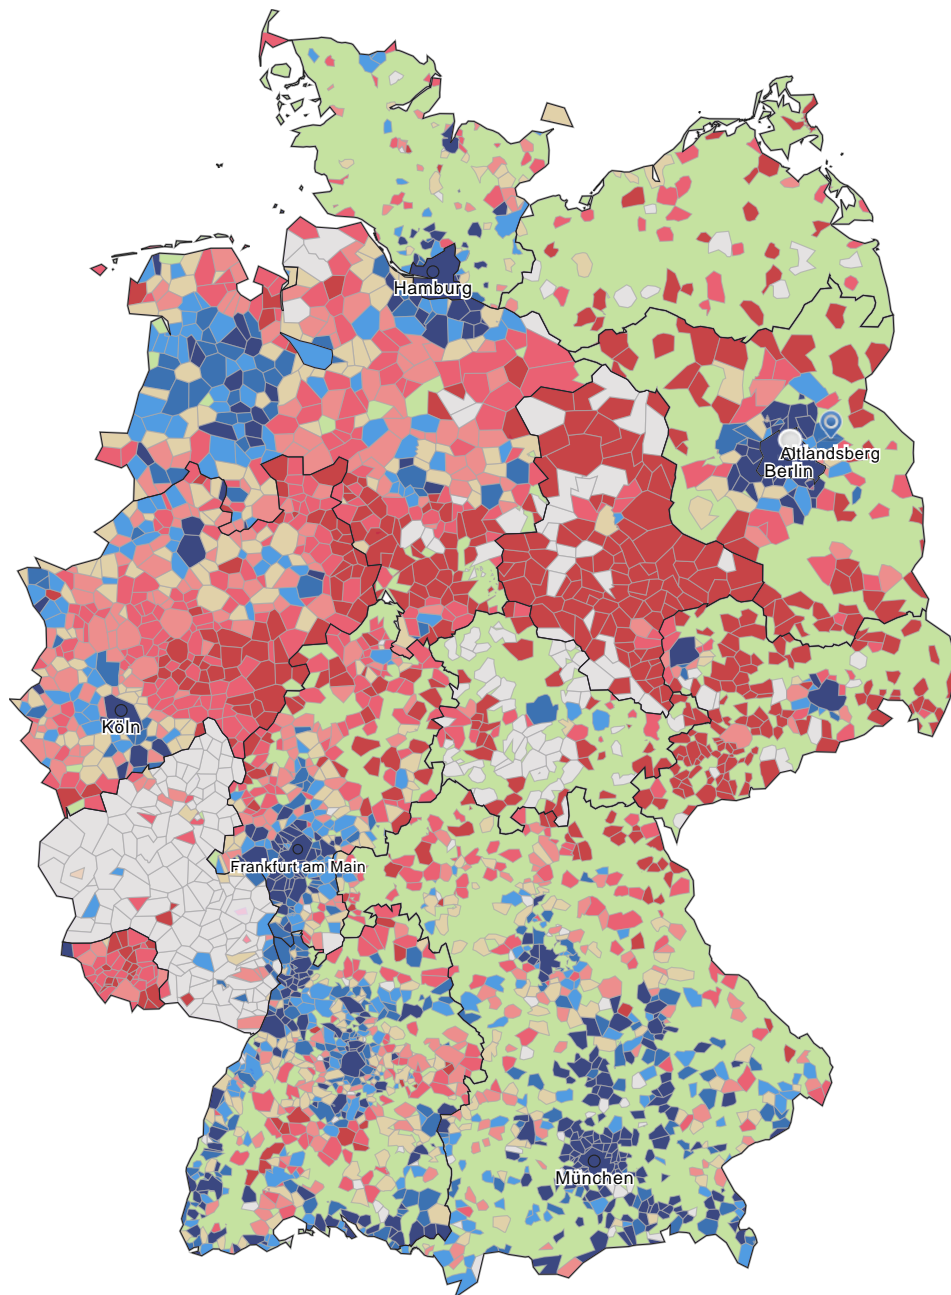 Hamburg
Altlandsberg
Berlin
Köln
Frankfurt am Main
München